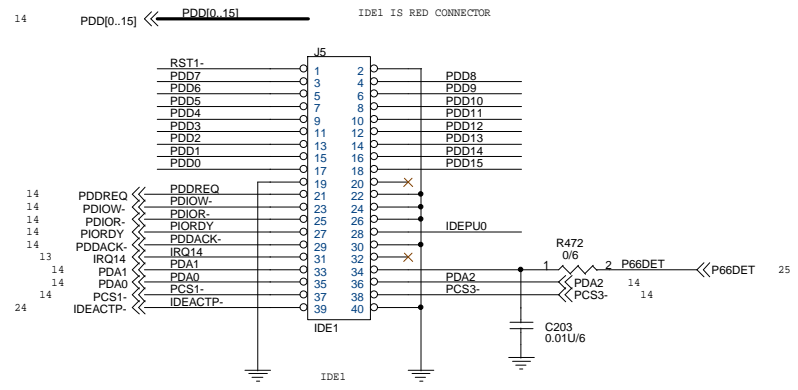 14 PDD[0..15] PDD[0..15] IDE1 IS RED CONNECTOR
J5
RST1- 1 2
PDD7 3 4 PDD8
PDD6 5 6 PDD9
PDD5 7 8 PDD10
PDD4 9 10 PDD11
PDD3 11 12 PDD12
PDD2 13 14 PDD13
PDD1 15 16 PDD14
PDD0 17 18 PDD15
19 20
14 PDDREQ PDDREQ 21 22
14 PDIOW- PDIOW- 23 24
14 PDIOR- PDIOR- 25 26
14 PIORDY PIORDY 27 28 IDEPU0
14 PDDACK- PDDACK- 29 30
13 IRQ14 IRQ14 31 32
R472
0/6
14 PDA1 PDA1 33 34 1 2 P66DET P66DET 25
14 PDA0 PDA0 35 36 PDA2 PDA2 14
14 PCS1- PCS1- 37 38 PCS3- PCS3- 14
24 IDEACTP- IDEACTP- 39 40
IDE1
C203
0.01U/6
IDE1